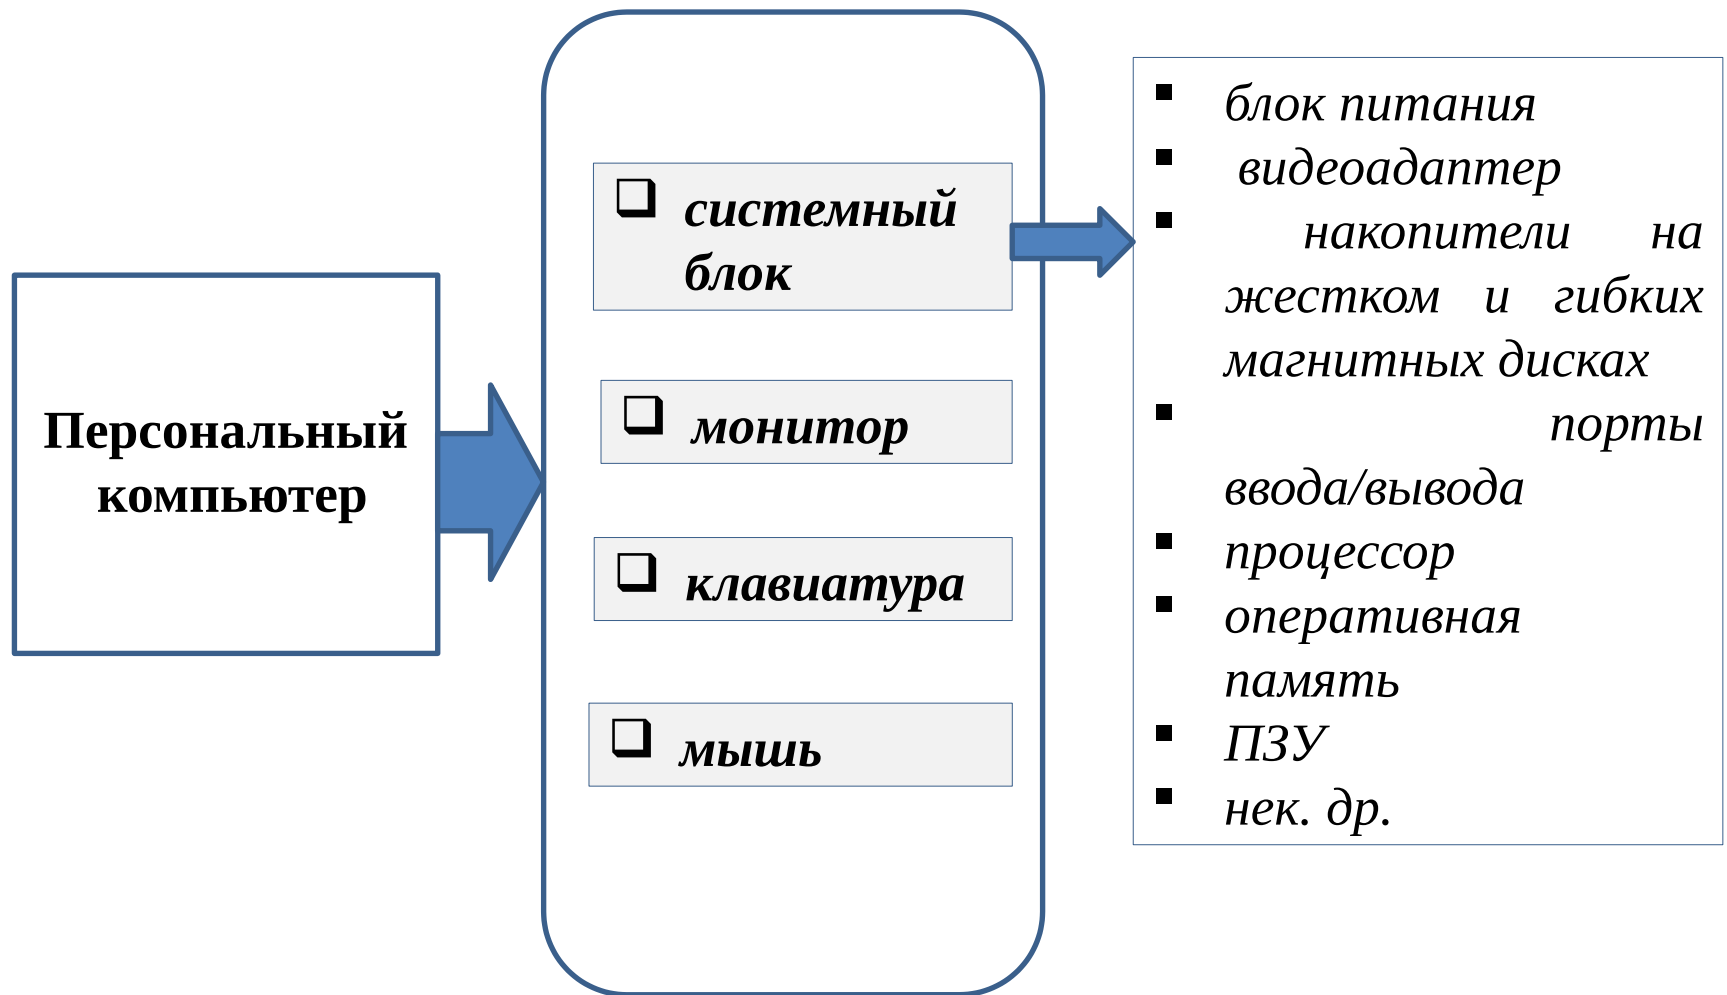 Персональный
компьютер
системный
блок
монитор
клавиатура
мышь
блок питания
видеоадаптер
накопители на
жестком и гибких
магнитных дисках
порты
ввода/вывода
процессор
оперативная
память
ПЗУ
нек. др.